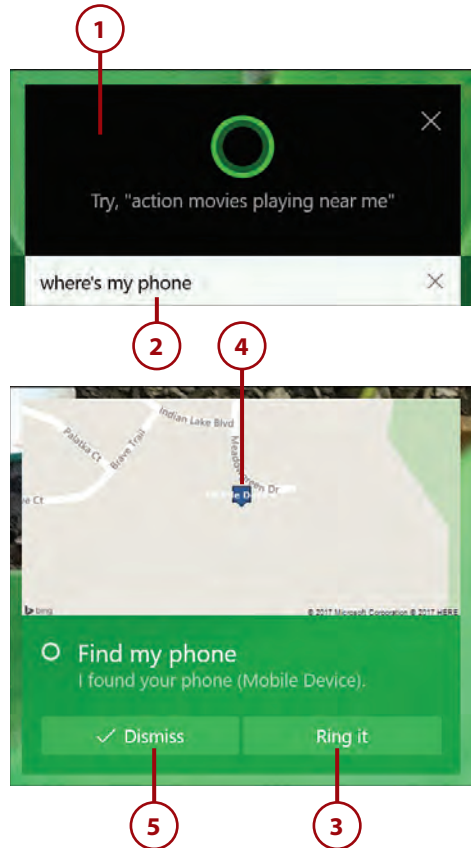 1
Try, "action movies playing near me"
where's my phone
2
4
Indian Lake Blvd
Palatka Ct
Brave Trail
Meadow Green Dr
e Ct
bing
© 2017 Microsoft Corporation © 2017 HERE
Find my phone
I found your phone (Mobile Device).
Dismiss
Ring it
5
3